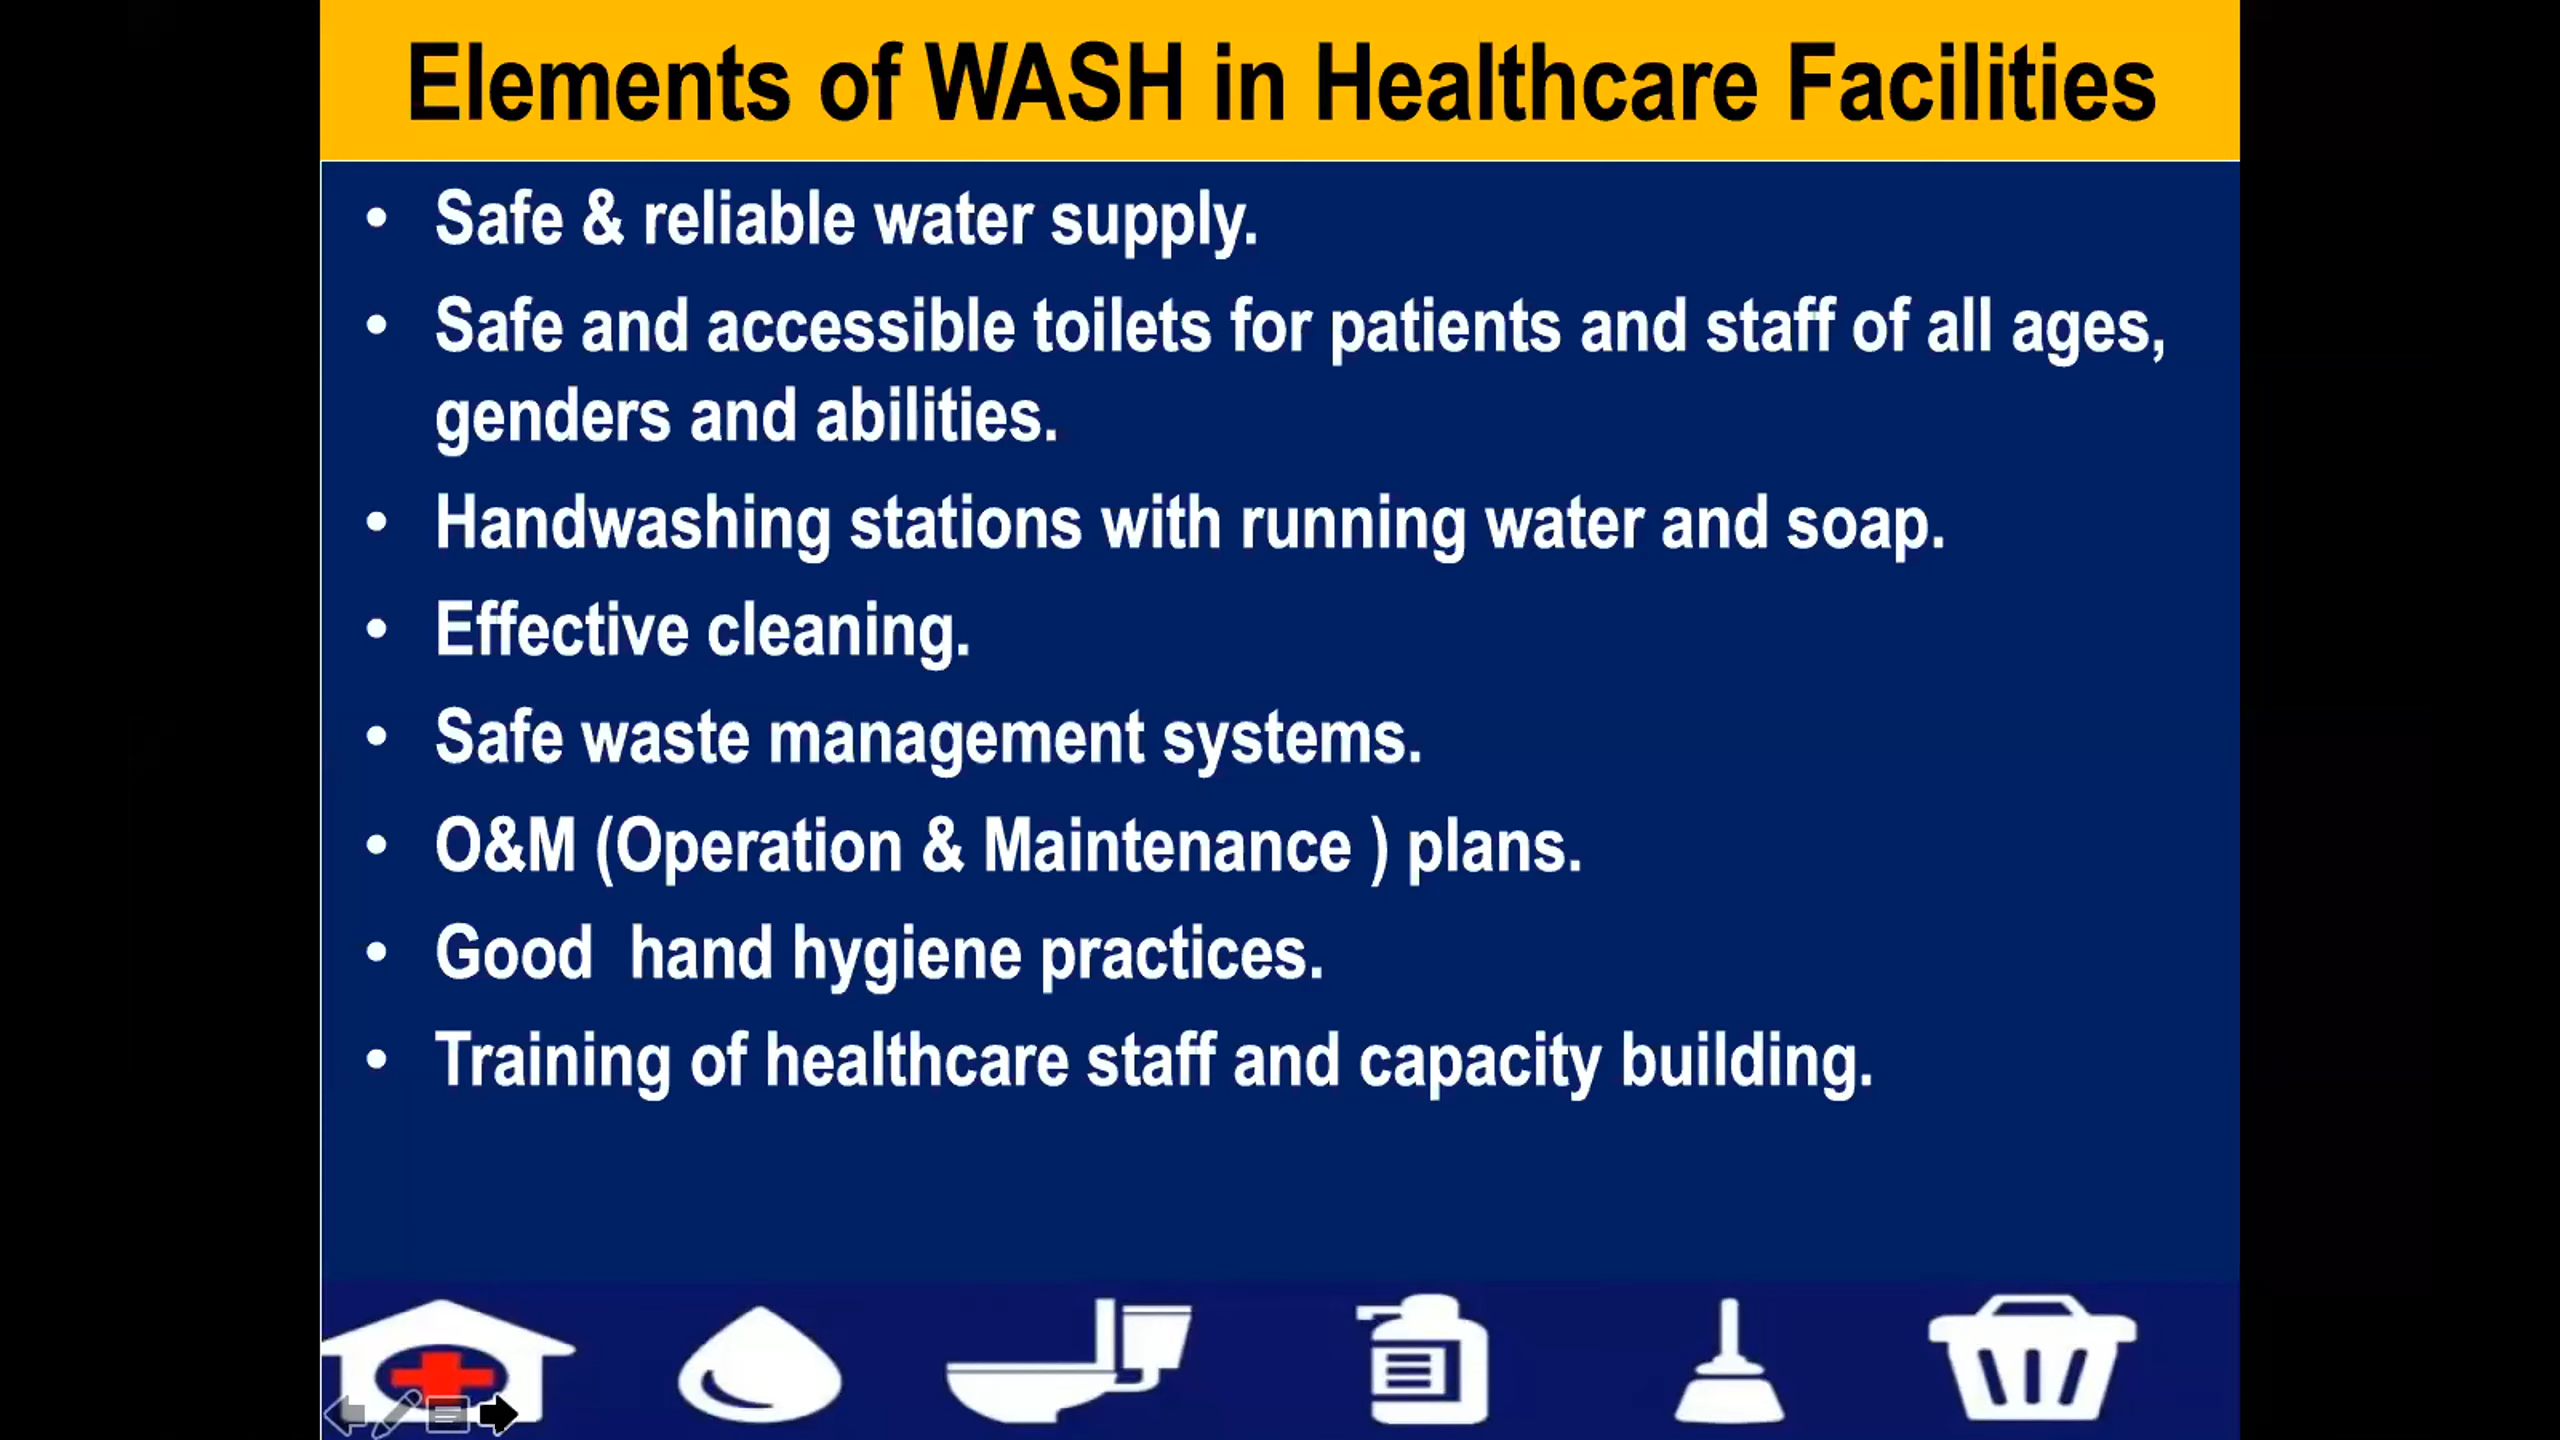 Elements of WASH in Healthcare Facilities
• Safe & reliable water supply.
• Safe and accessible toilets for patients and staff of all ages,
genders and abilities.
• Handwashing stations with running water and soap.
• Effective cleaning.
• Safe waste management systems.
• O&M (Operation & Maintenance ) plans.
• Good  hand hygiene practices.
• Training of healthcare staff and capacity building.